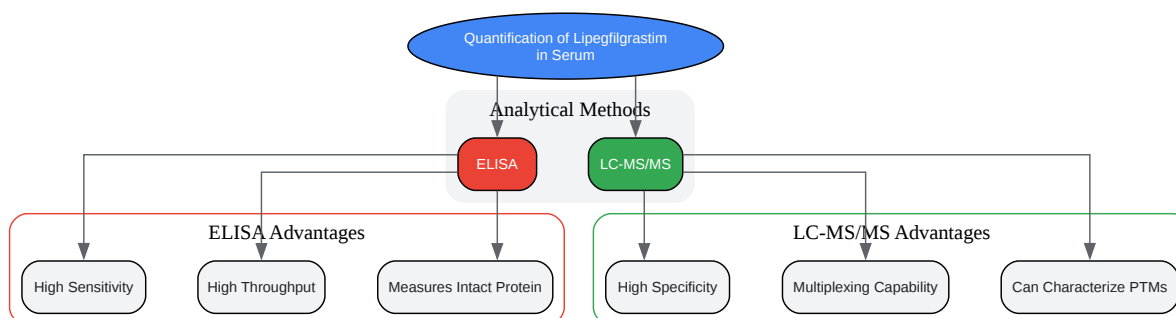 Quantification of Lipegfilgrastim
in Serum
Analytical Methods
ELISA
LC-MS/MS
ELISA Advantages
LC-MS/MS Advantages
High Sensitivity
High Throughput
Measures Intact Protein
High Specificity
Multiplexing Capability
Can Characterize PTMs